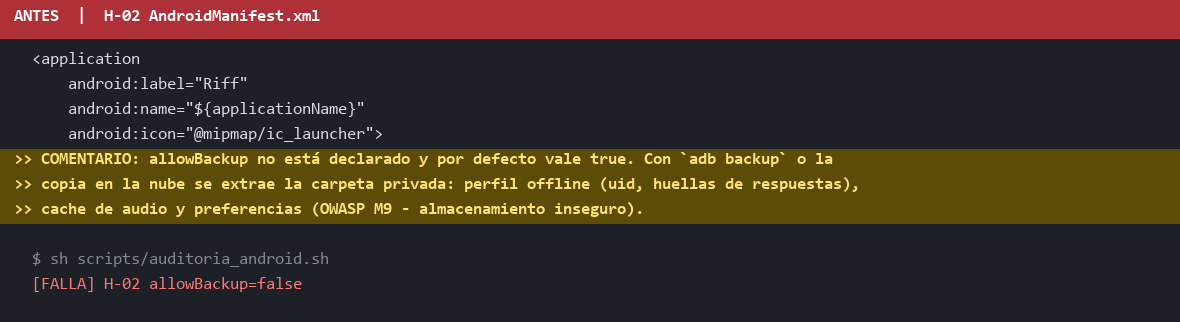 ANTES | H-02 AndroidManifest.xml
<application
android:label="Riff"
android:name="${applicationName}"
android:icon="@mipmap/ic_launcher">
>> COMENTARIO: allowBackup no está declarado y por defecto vale true. Con `adb backup` o la
>> copia en la nube se extrae la carpeta privada: perfil offline (uid, huellas de respuestas),
>> cache de audio y preferencias (OWASP M9 - almacenamiento inseguro).
$ sh scripts/auditoria_android.sh
[FALLA] H-02 allowBackup=false